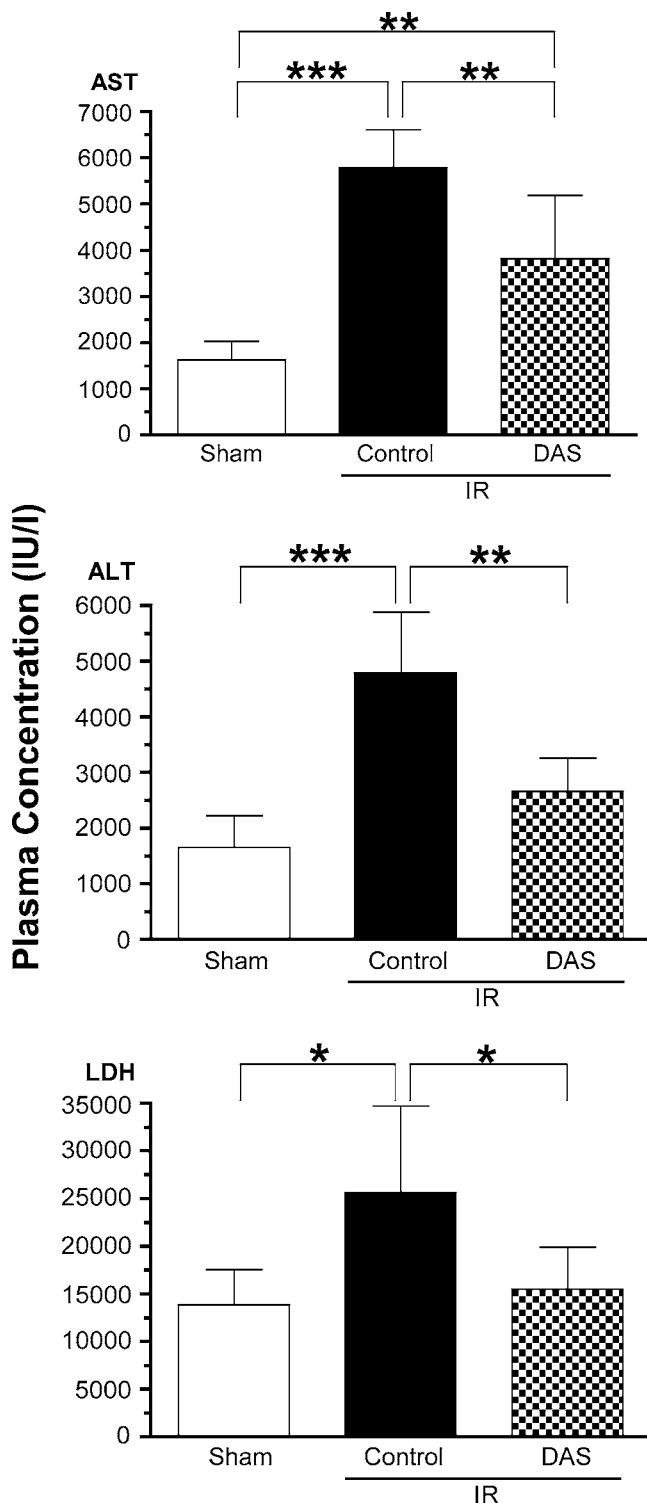 **
*** **
AST
7000
6000
5000
4000
3000
2000
1000
0
Sham Control DAS
IR
Plasma Concentration (IU/l)
*** **
ALT
6000
5000
4000
3000
2000
1000
0
Sham Control DAS
IR
* *
LDH
35000
30000
25000
20000
15000
10000
5000
0
Sham Control DAS
IR